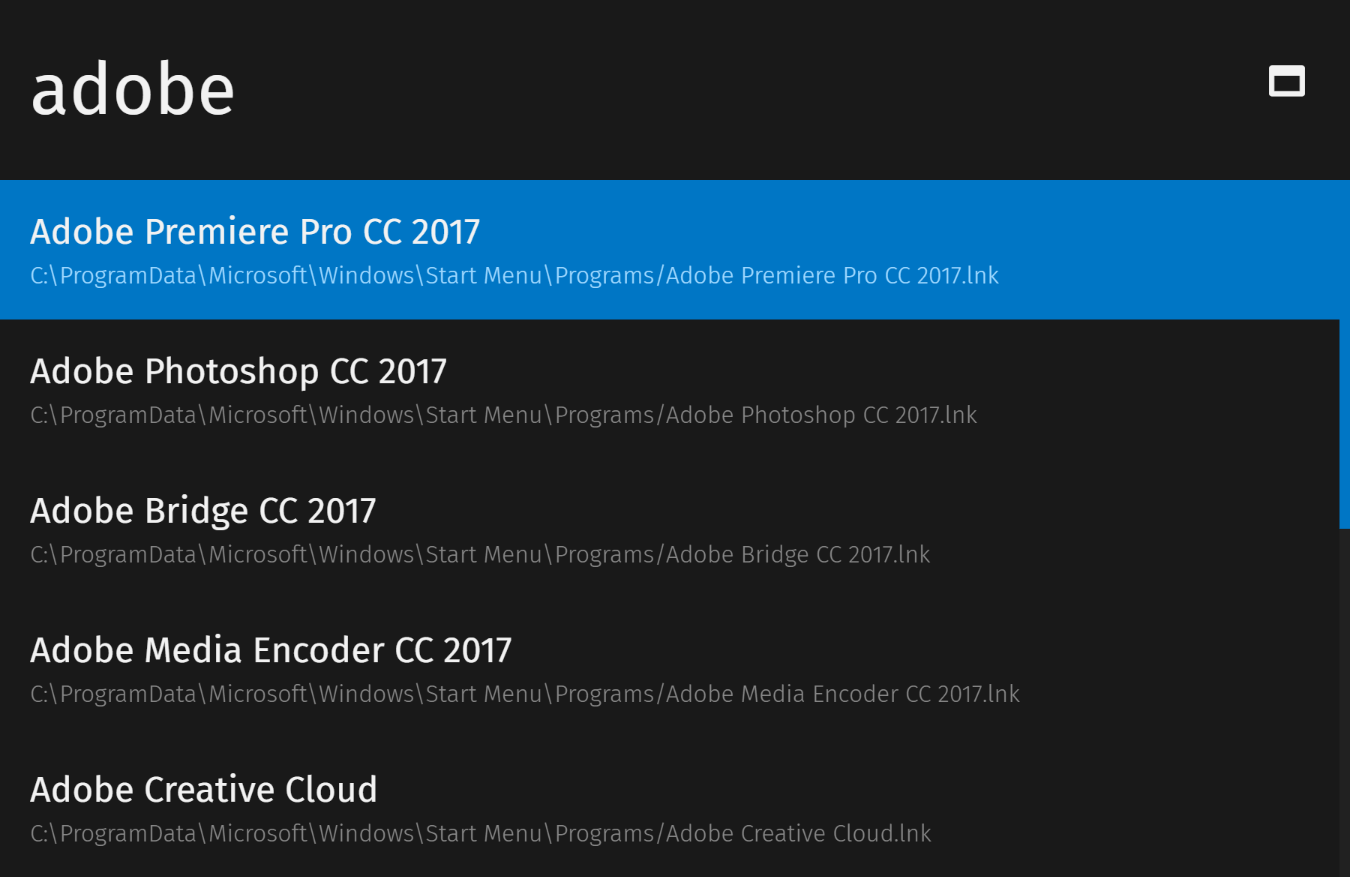 adobe
Adobe Premiere Pro CC 2017
C:\ProgramData\Microsoft\Windows\Start Menu\Programs/Adobe Premiere Pro CC 2017.lnk
Adobe Photoshop CC 2017
C:\ProgramData\Microsoft\Windows\Start Menu\Programs/Adobe Photoshop CC 2017.lnk
Adobe Bridge CC 2017
C:\ProgramData\Microsoft\Windows\Start Menu\Programs/Adobe Bridge CC 2017.lnk
Adobe Media Encoder CC 2017
C:\ProgramData\Microsoft\Windows\Start Menu\Programs/Adobe Media Encoder CC 2017.lnk
Adobe Creative Cloud
C:\ProgramData\Microsoft\Windows\Start Menu\Programs/Adobe Creative Cloud.lnk